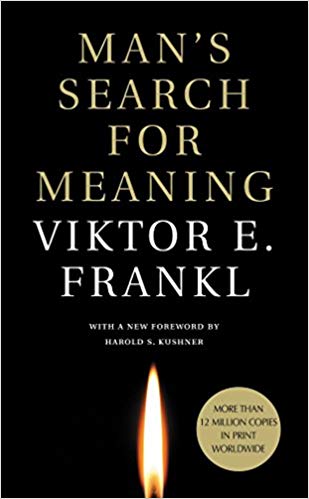 MAN'S
SEARCH
FOR
MEANING
VIKTOR E.
FRANKL
WITH A NEW FOREWORD BY
HAROLD S. KUSHNER
MORE THAN
12 MILLION COPIES
IN PRINT
WORLDWIDE